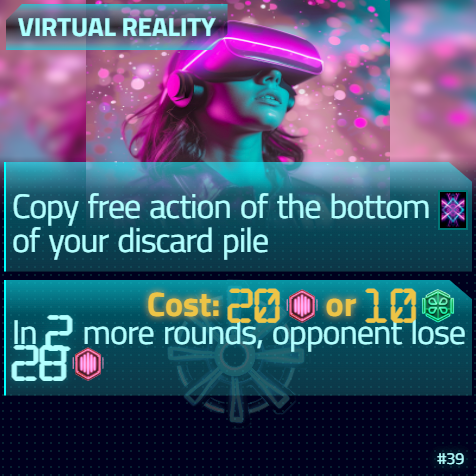 VIRTUAL REALITY
Copy free action of the bottom
of your discard pile
Cost: 20 or 10
In 2 more rounds, opponent lose
28
#39